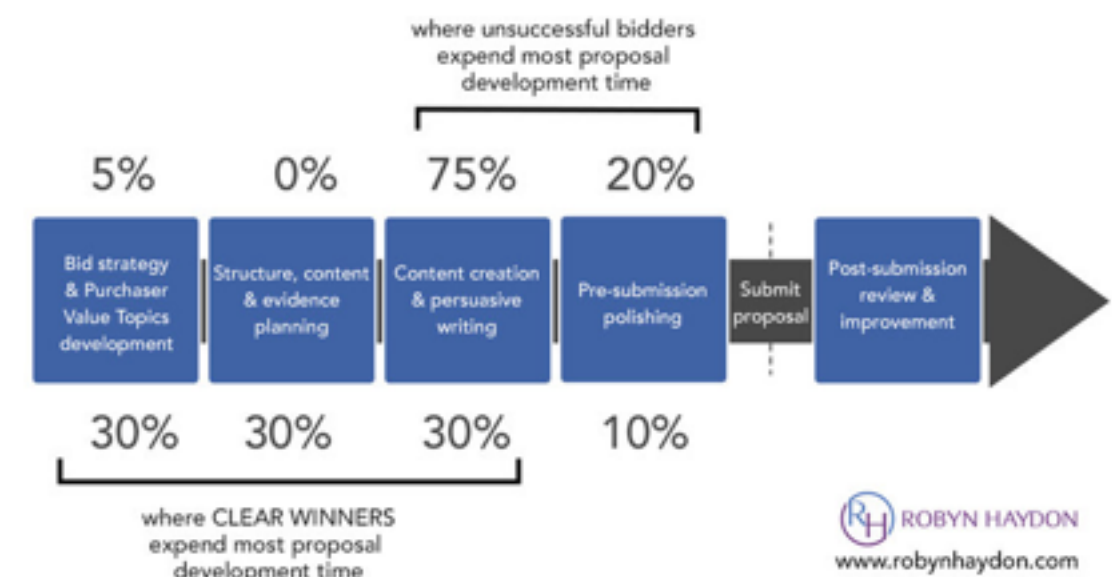 where unsuccessful bidders
expend most proposal
development time
5%
0%
75%
20%
Bid strategy
& Purchaser
Value Topics
development
Structure, content
& evidence
planning
Content creation
& persuasive
writing
Pre-submission
polishing
Submit
proposal
Post-submission
review &
improvement
30%
30%
30%
10%
where CLEAR WINNERS
expend most proposal
development time
RH ROBYN HAYDON
www.robynhaydon.com